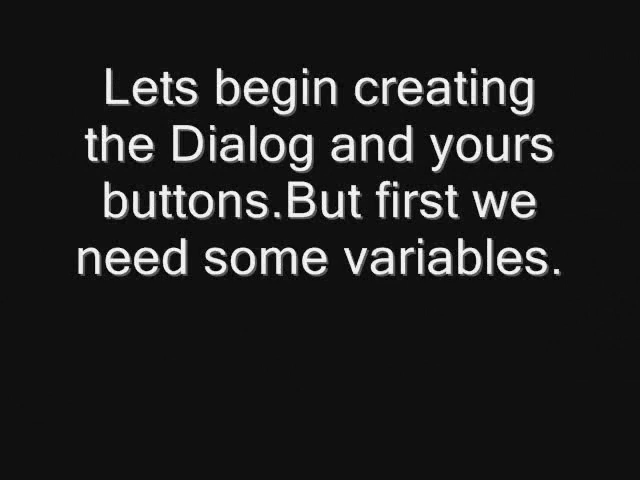 Lets begin creating
the Dialog and yours
buttons.But first we
need some variables.